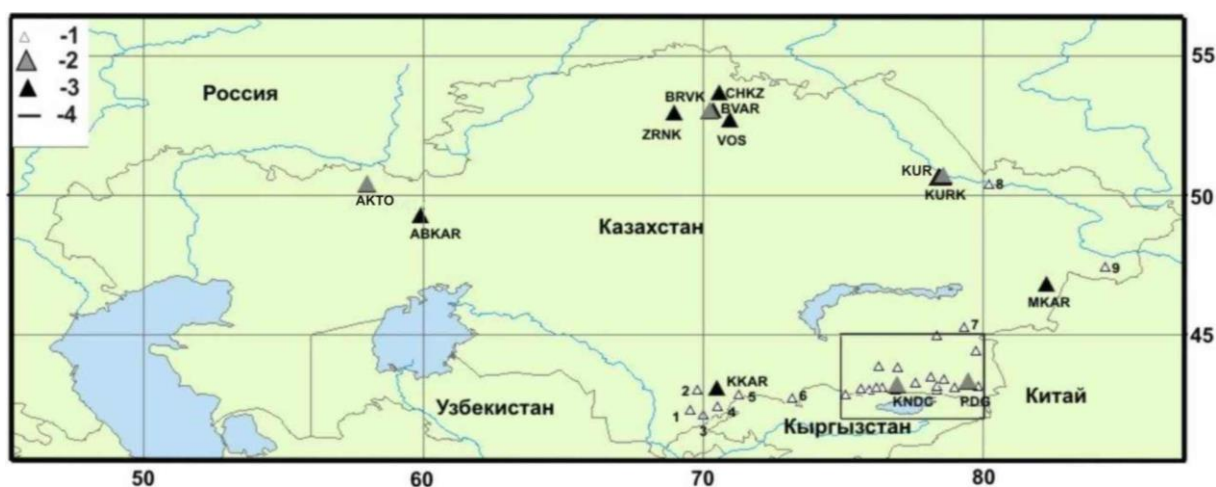 -1
-2
-3
-4
55
Россия
BRVK
CHKZ
BVAR
ZRNK
VOS
KUR
8
KURK
50
50
AKTO
ABKAR
Казахстан
9
MKAR
7
45
45
KKAR
2
5
6
1
4
3
KNDC
PDG
Китай
Узбекистан
Кыргызстан
50
60
70
80